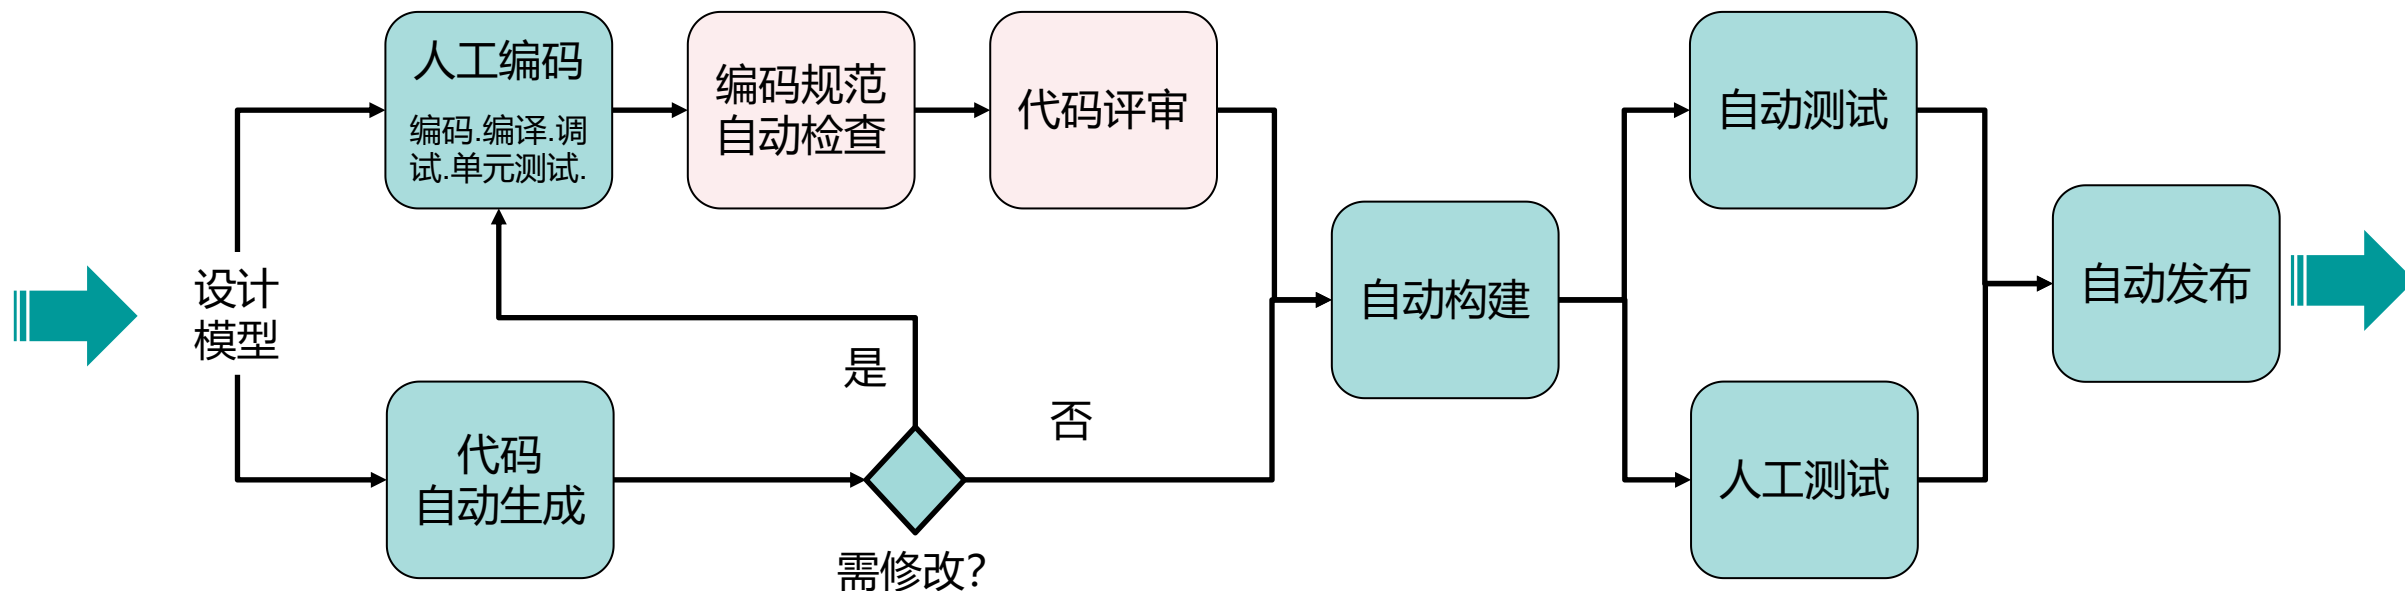 人工编码
编码.编译.调
试.单元测试.
编码规范
自动检查
代码评审
自动测试
设计
模型
自动构建
自动发布
是
否
代码
自动生成
人工测试
需修改？